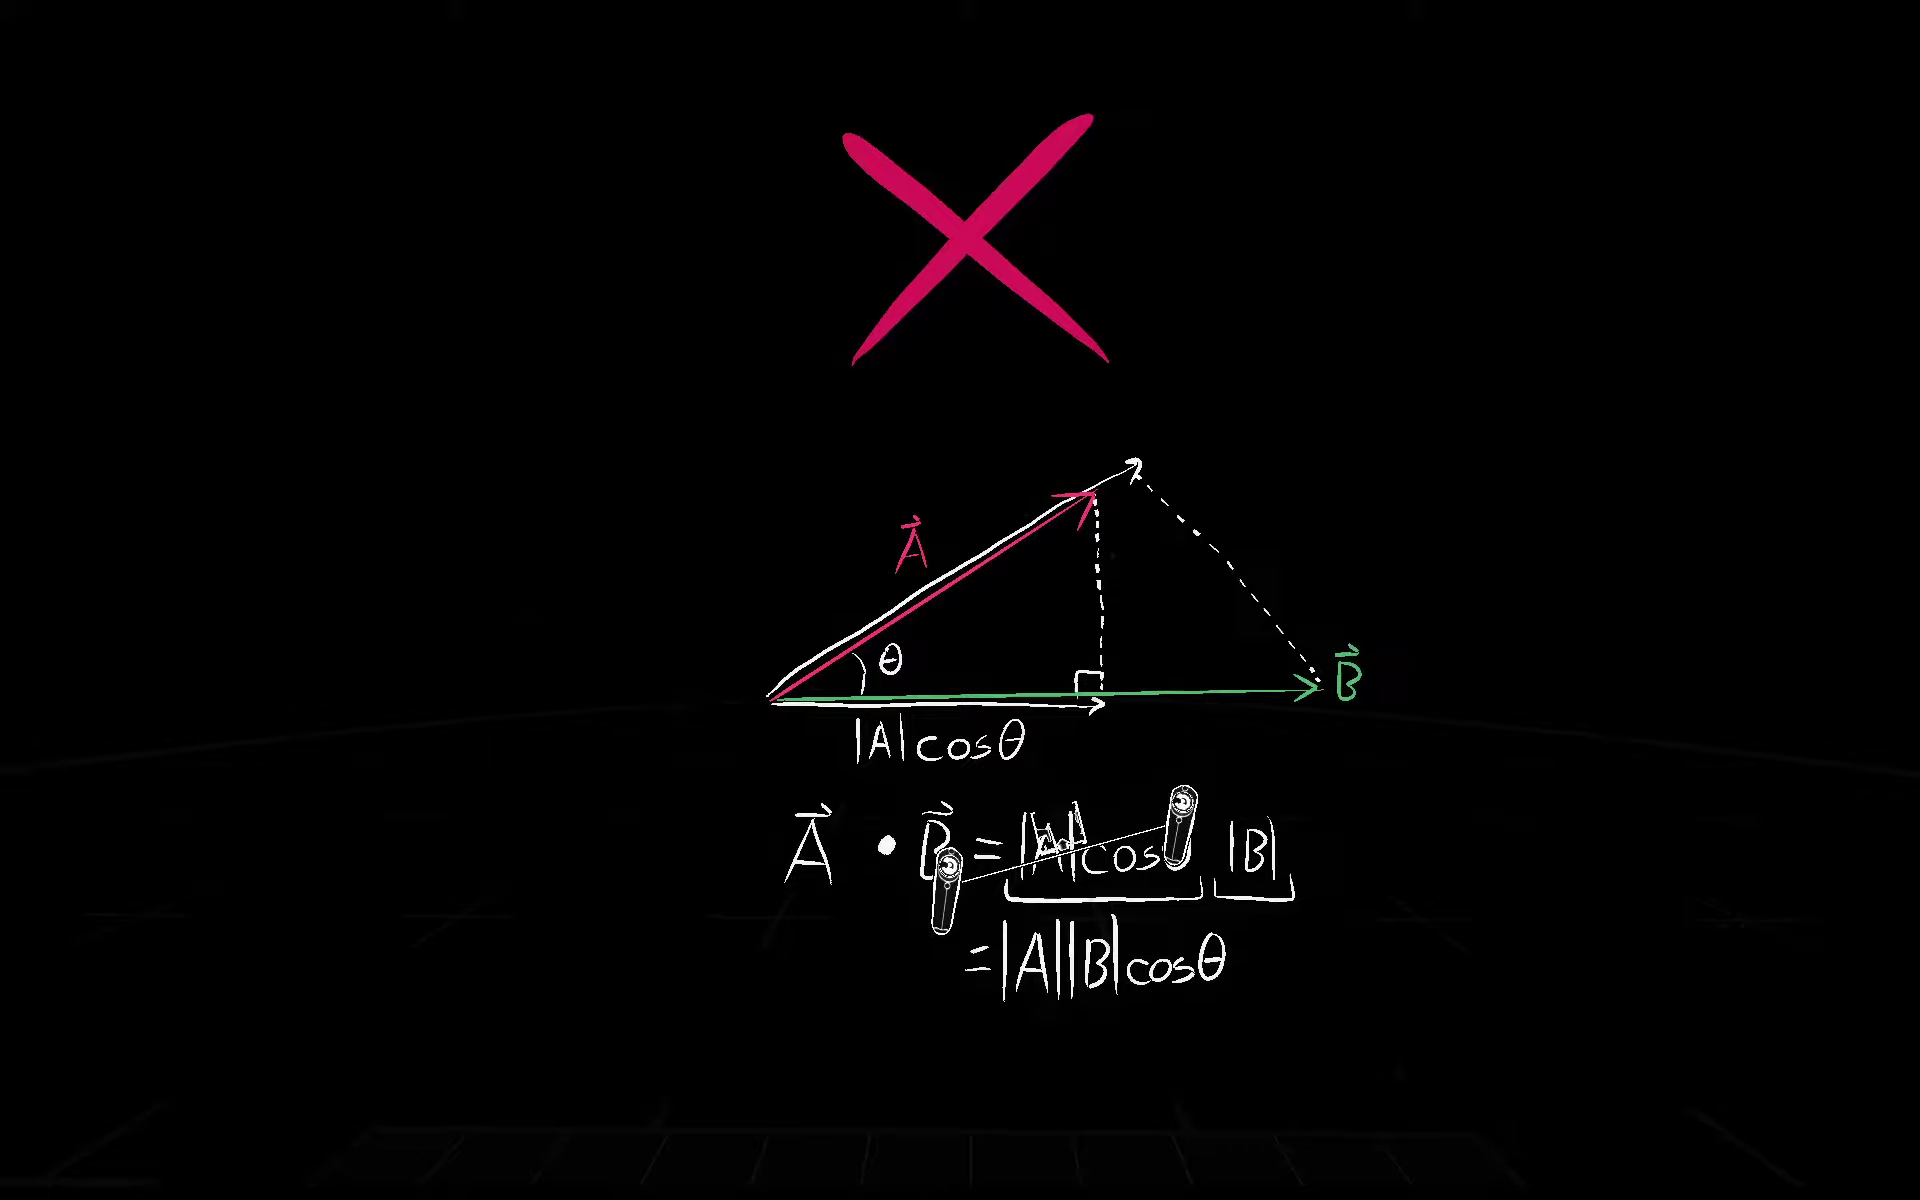 A⃗
θ
B⃗
|A|cosθ
A⃗ • B⃗ = |A|cosθ |B|
= |A||B|cosθ